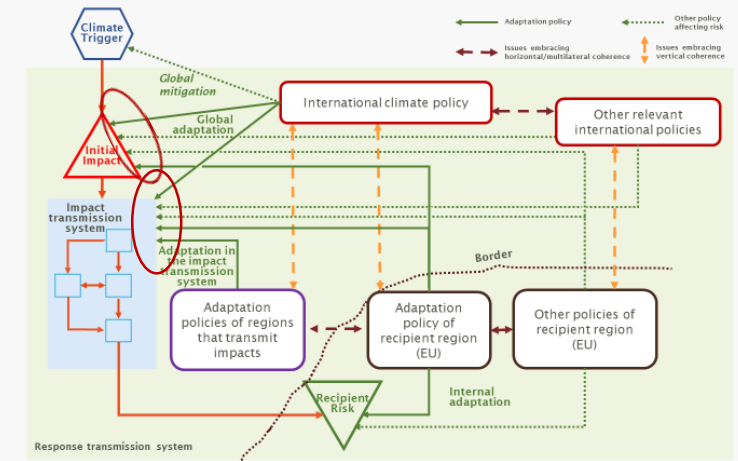 Climate
Trigger
Adaptation policy
Other policy
affecting risk
Issues embracing
horizontal/multilateral coherence
Issues embracing
vertical coherence
Global
mitigation
International climate policy
Other relevant
international policies
Global
adaptation
Initial
Impact
Impact
transmission
system
Adaptation in
the impact
transmission
system
Border
Adaptation
policies of regions
that transmit
impacts
Adaptation
policy of
recipient region
(EU)
Other policies of
recipient region
(EU)
Recipient
Risk
Internal
adaptation
Response transmission system